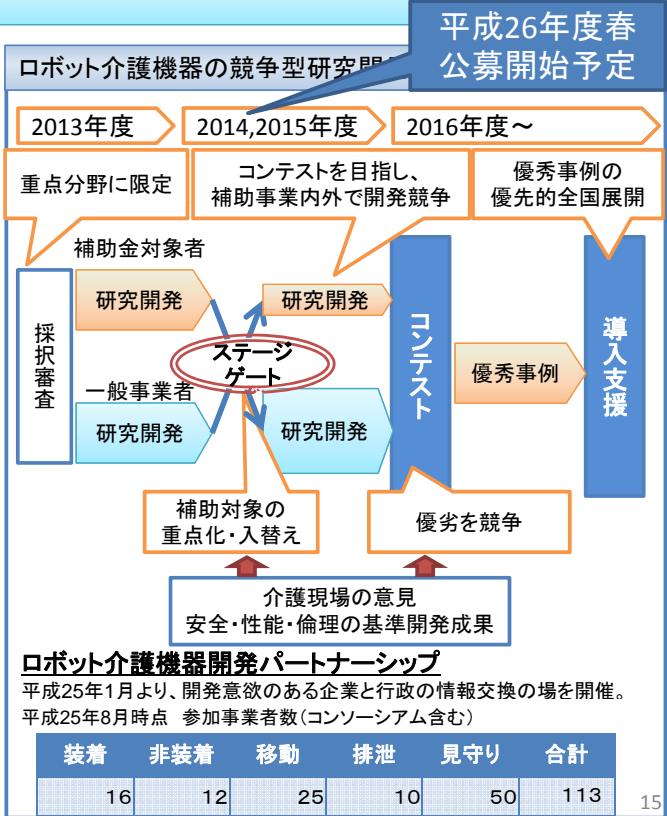 平成26年度春
公募開始予定
ロボット介護機器の競争型研究開
2013年度
2014,2015年度
2016年度～
重点分野に限定
コンテストを目指し、
補助事業内外で開発競争
優秀事例の
優先的全国展開
補助金対象者
研究開発
研究開発
採択審査
ステージ
ゲート
コンテスト
優秀事例
導入支援
一般事業者
研究開発
研究開発
補助対象の
重点化・入替え
優劣を競争
介護現場の意見
安全・性能・倫理の基準開発成果
ロボット介護機器開発パートナーシップ
平成25年1月より、開発意欲のある企業と行政の情報交換の場を開催。
平成25年8月時点 参加事業者数(コンソーシアム含む)
装着 非装着 移動 排泄 見守り 合計
16 12 25 10 50 113
15